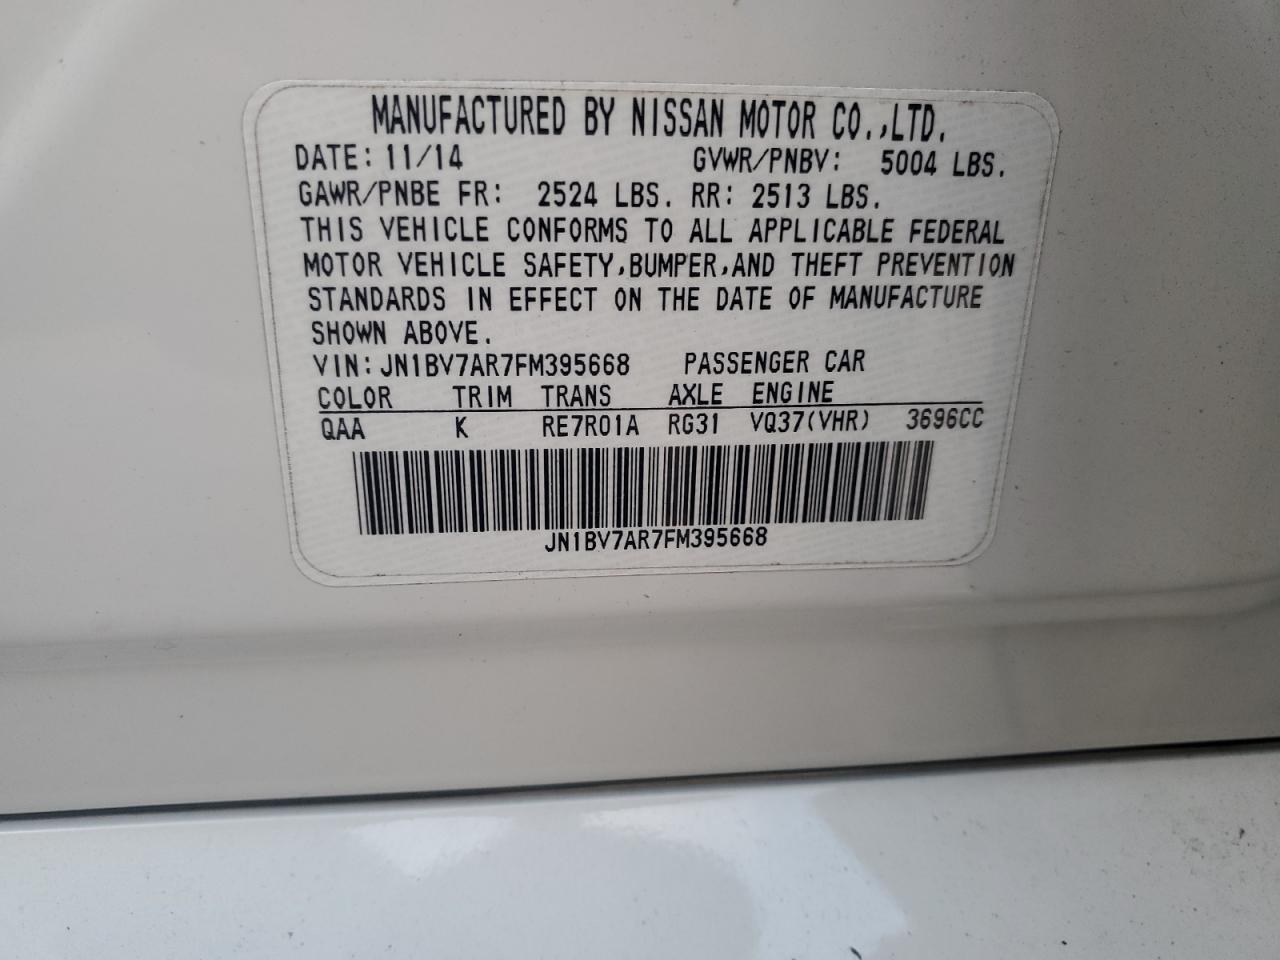 MANUFACTURED BY NISSAN MOTOR CO.,LTD.
DATE: 11/14 GVWR/PNBV: 5004 LBS.
GAWR/PNBE FR: 2524 LBS. RR: 2513 LBS.
THIS VEHICLE CONFORMS TO ALL APPLICABLE FEDERAL
MOTOR VEHICLE SAFETY,BUMPER,AND THEFT PREVENTION
STANDARDS IN EFFECT ON THE DATE OF MANUFACTURE
SHOWN ABOVE.
VIN: JN1BV7AR7FM395668 PASSENGER CAR
COLOR TRIM TRANS AXLE ENGINE
QAA K RE7R01A RG31 VQ37(VHR) 3696CC
JN1BV7AR7FM395668